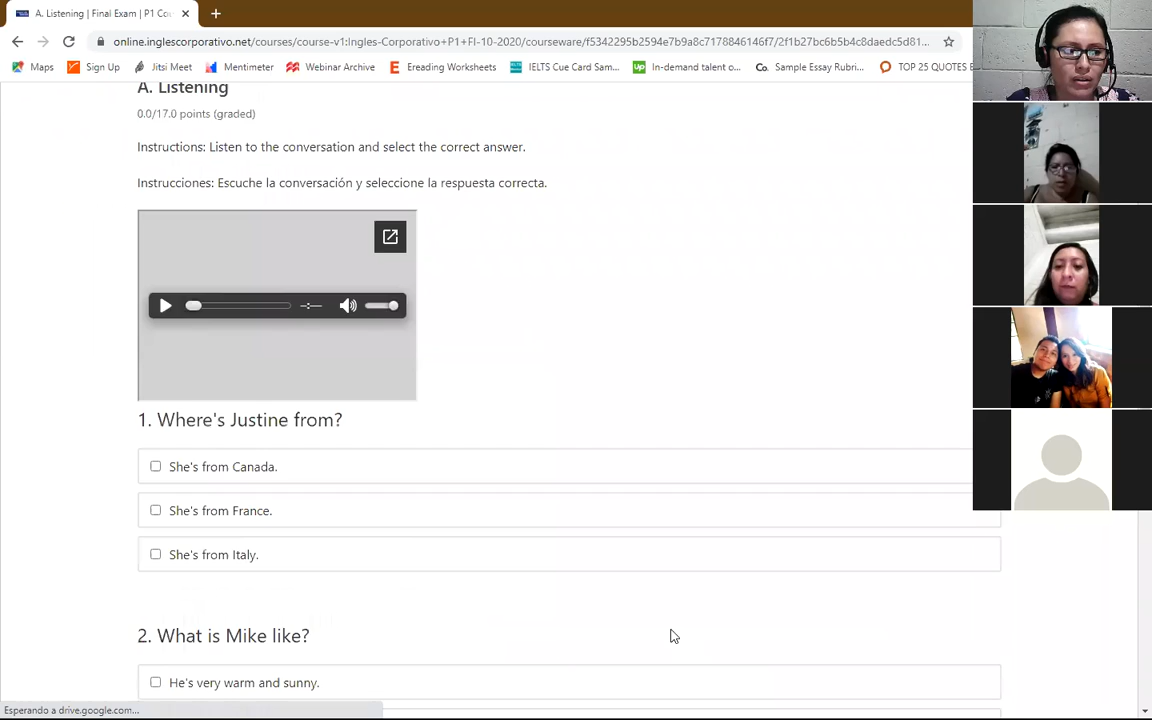 A. Listening | Final Exam | P1 Cou
online.inglescorporativo.net/courses/course-v1:Ingles-Corporativo+P1+FI-10-2020/courseware/f5342295b2594e7b9a8c7178846146f7/2f1b27bc6b5b4c8daedc5d81...
Maps Sign Up Jitsi Meet Mentimeter Webinar Archive Ereading Worksheets IELTS Cue Card Sam... In-demand talent o... Sample Essay Rubri... TOP 25 QUOTES
A. Listening
0.0/17.0 points (graded)
Instructions: Listen to the conversation and select the correct answer.
Instrucciones: Escuche la conversación y seleccione la respuesta correcta.
1. Where's Justine from?
She's from Canada.
She's from France.
She's from Italy.
2. What is Mike like?
He's very warm and sunny.
Esperando a drive.google.com...